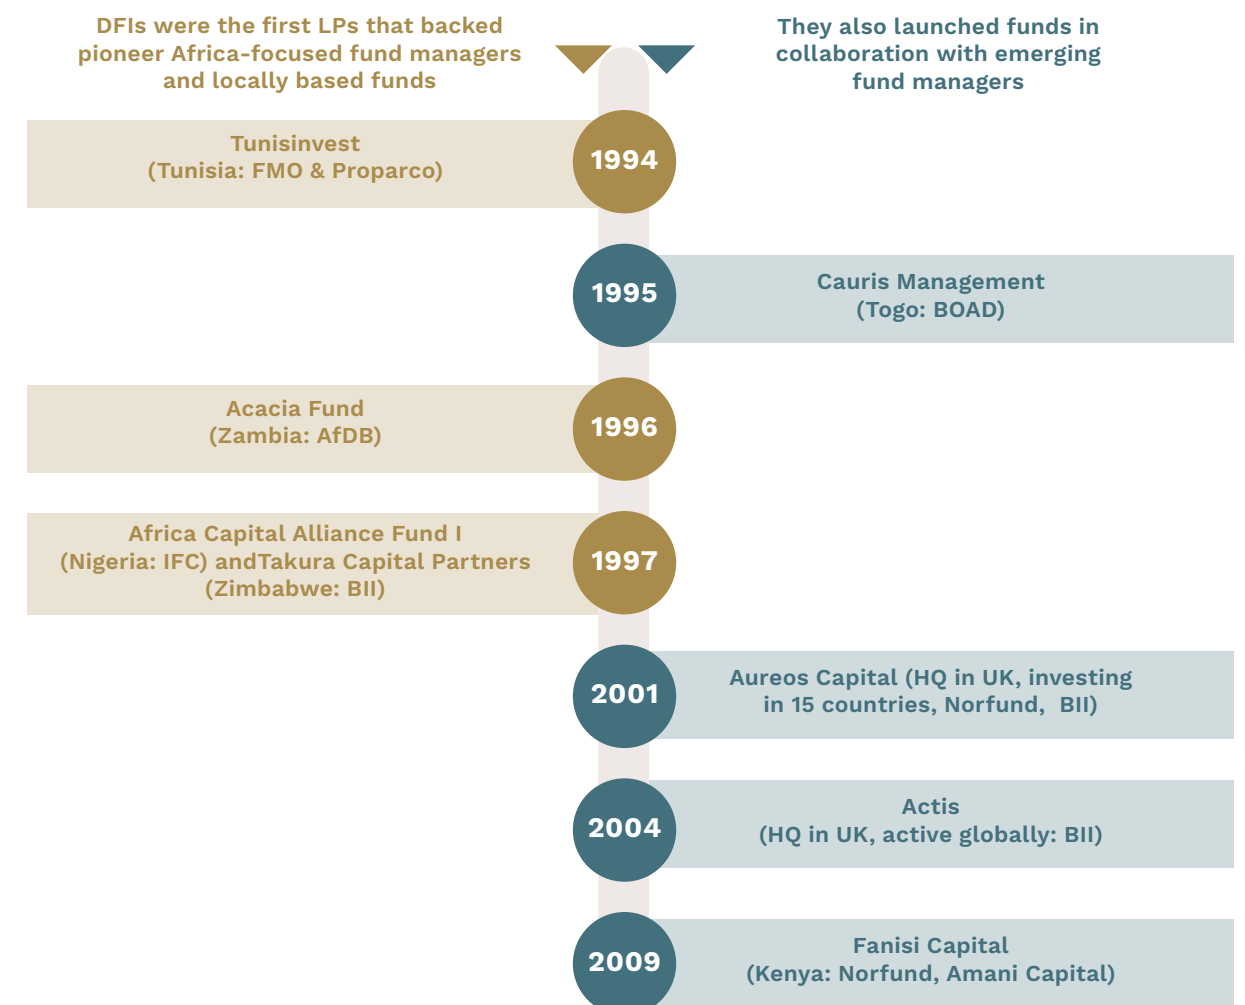 DFIs were the first LPs that backed
pioneer Africa-focused fund managers
and locally based funds
They also launched funds in
collaboration with emerging
fund managers
Tunisinvest
(Tunisia: FMO & Proparco)
1994
1995
Cauris Management
(Togo: BOAD)
Acacia Fund
(Zambia: AfDB)
1996
Africa Capital Alliance Fund I
(Nigeria: IFC) andTakura Capital Partners
(Zimbabwe: BII)
1997
2001
Aureos Capital (HQ in UK, investing
in 15 countries, Norfund,  BII)
2004
Actis
(HQ in UK, active globally: BII)
2009
Fanisi Capital
(Kenya: Norfund, Amani Capital)